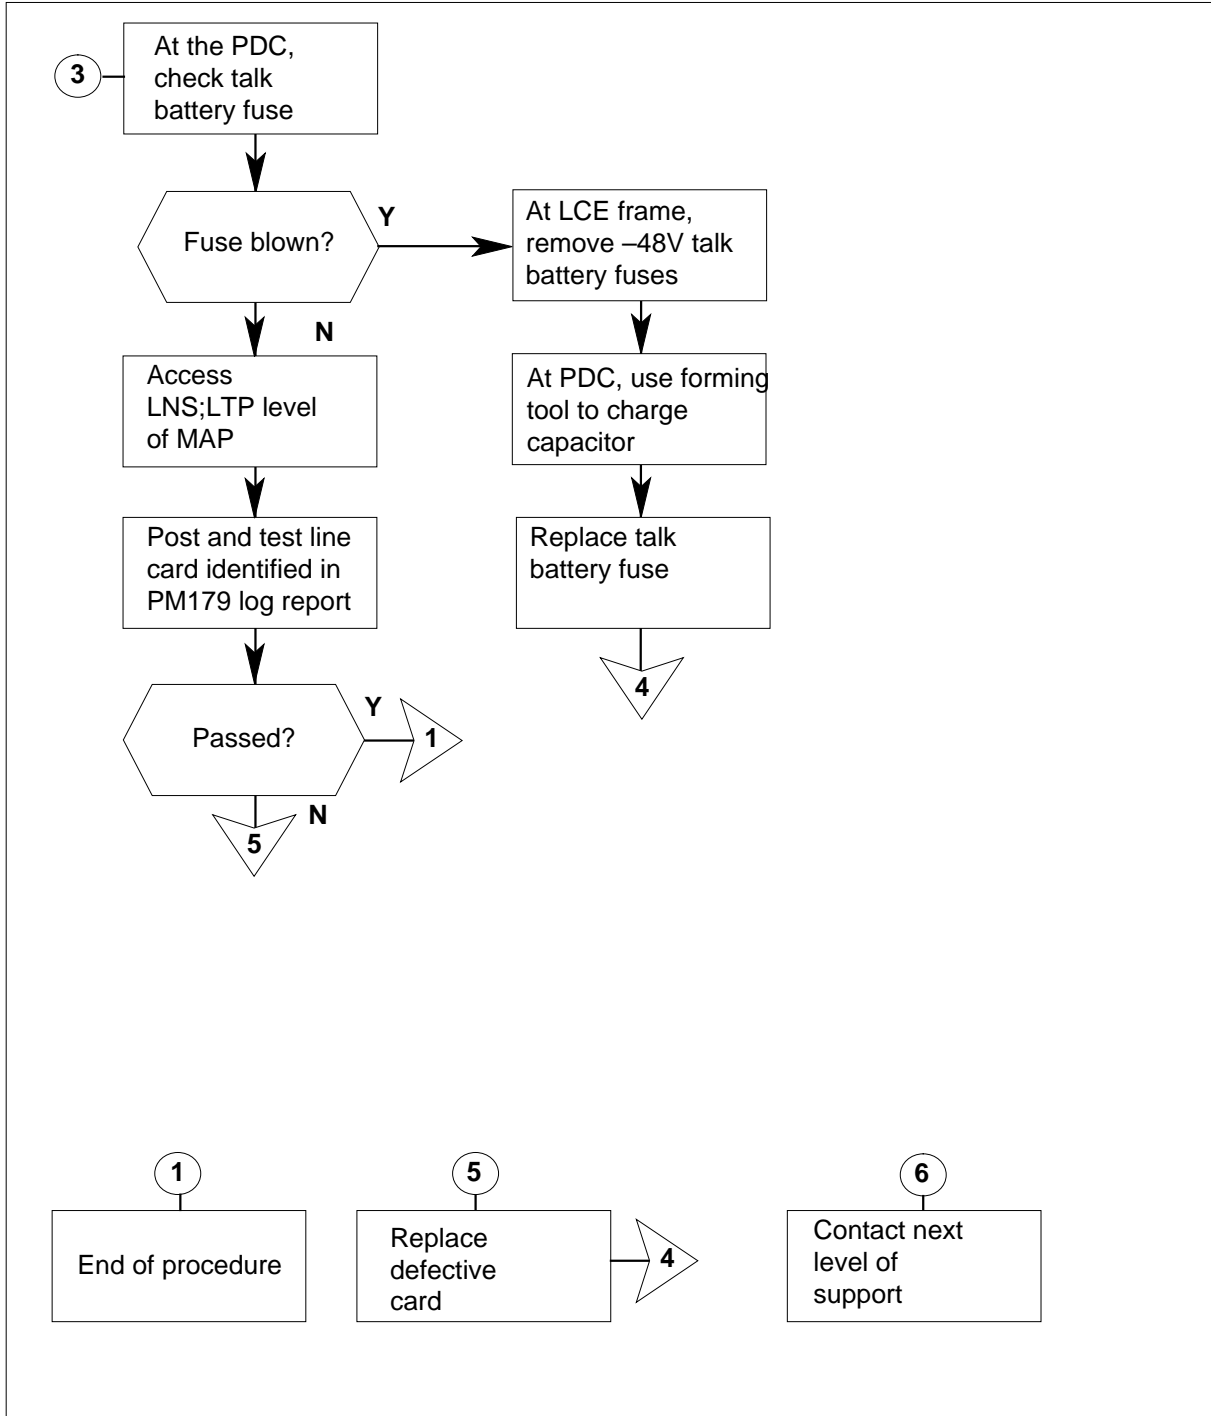 3
At the PDC,
check talk
battery fuse
Fuse blown?
Y
At LCE frame,
remove –48V talk
battery fuses
N
Access
LNS;LTP level
of MAP
At PDC, use forming
tool to charge
capacitor
Post and test line
card identified in
PM179 log report
Replace talk
battery fuse
4
Passed?
Y
1
N
5
1
End of procedure
5
Replace
defective
card
4
6
Contact next
level of
support